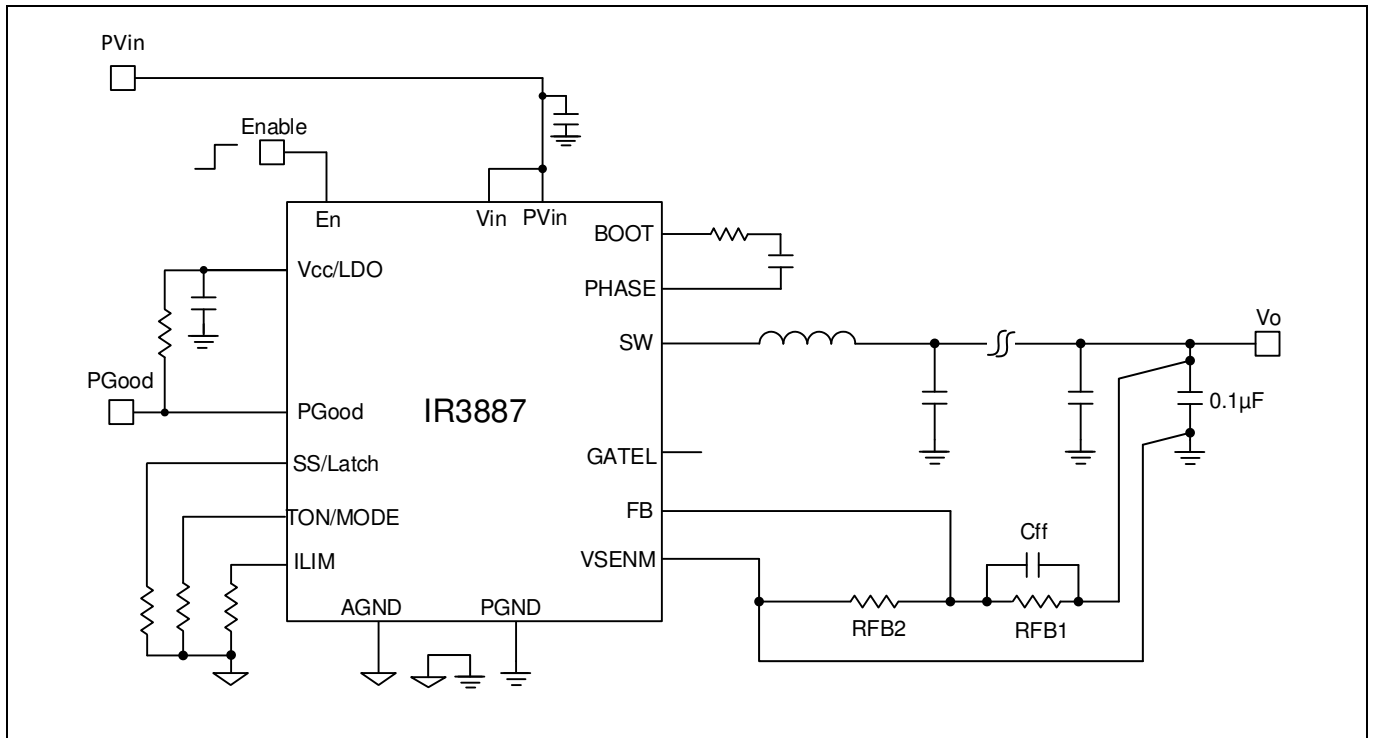 PVin
Enable
En
Vin
PVin
BOOT
Vcc/LDO
PHASE
SW
Vo
PGood
PGood
IR3887
0.1µF
SS/Latch
GATEL
TON/MODE
FB
Cff
ILIM
VSENM
AGND
PGND
RFB2
RFB1